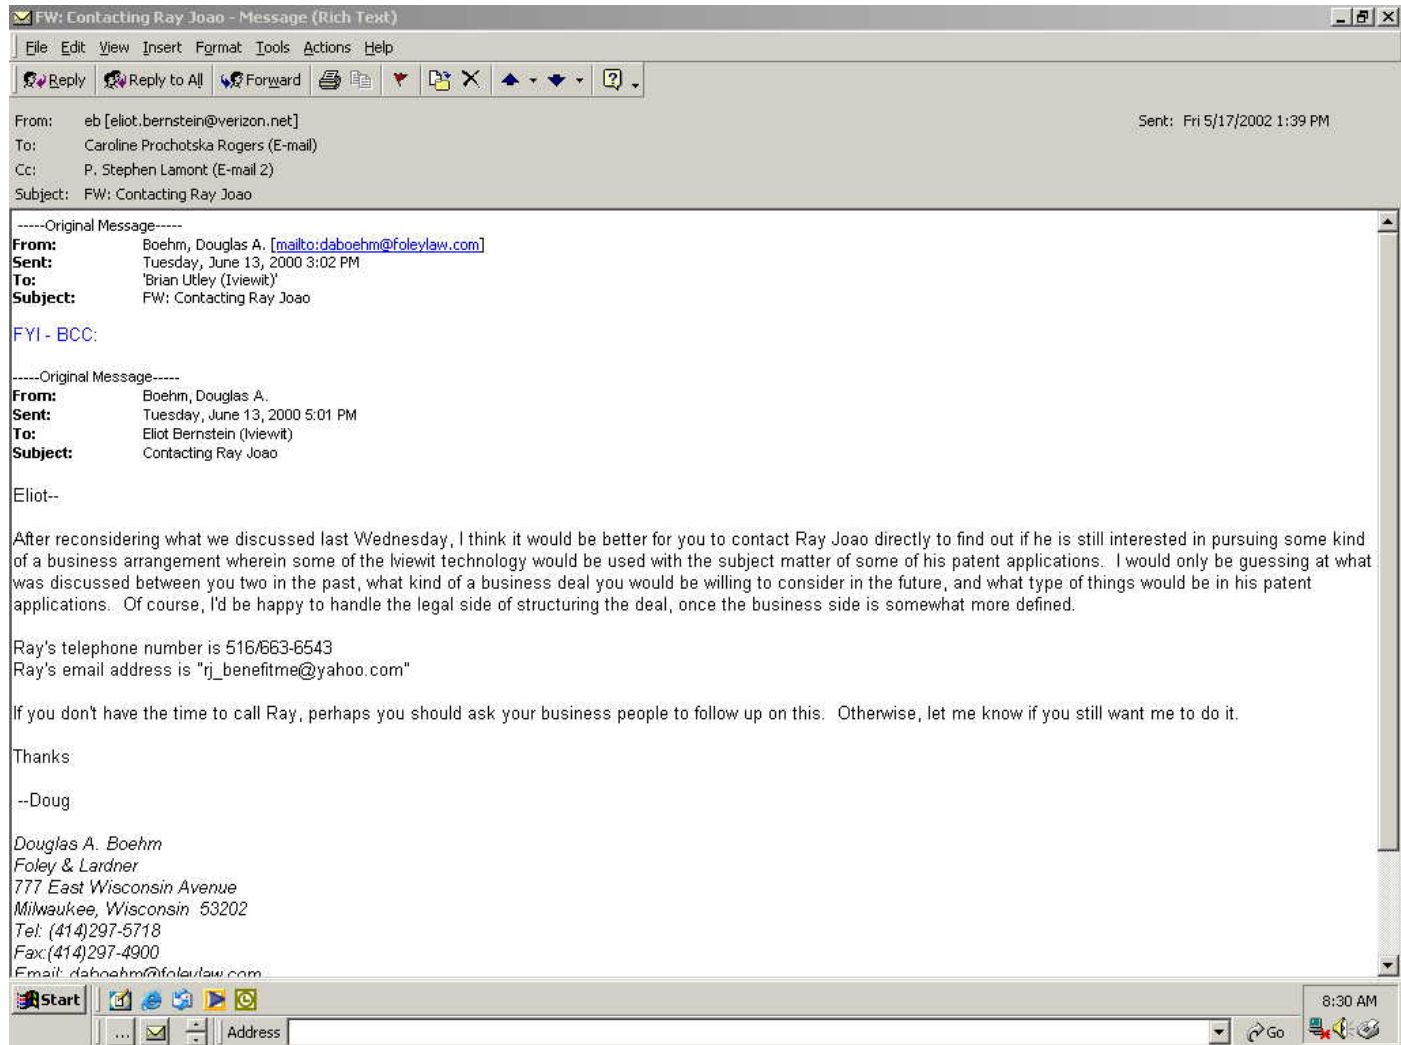 FW: Contacting Ray Joao - Message (Rich Text)
File Edit View Insert Format Tools Actions Help
Reply Reply to All Forward
From: eb [eliot.bernstein@verizon.net] Sent: Fri 5/17/2002 1:39 PM
To: Caroline Prochotska Rogers (E-mail)
Cc: P. Stephen Lamont (E-mail 2)
Subject: FW: Contacting Ray Joao
-----Original Message-----
From: Boehm, Douglas A. [mailto:daboehm@foleylaw.com]
Sent: Tuesday, June 13, 2000 3:02 PM
To: 'Brian Utley (Iviewit)'
Subject: FW: Contacting Ray Joao
FYI - BCC:
-----Original Message-----
From: Boehm, Douglas A.
Sent: Tuesday, June 13, 2000 5:01 PM
To: Eliot Bernstein (Iviewit)
Subject: Contacting Ray Joao
Eliot--
After reconsidering what we discussed last Wednesday, I think it would be better for you to contact Ray Joao directly to find out if he is still interested in pursuing some kind
of a business arrangement wherein some of the Iviewit technology would be used with the subject matter of some of his patent applications.  I would only be guessing at what
was discussed between you two in the past, what kind of a business deal you would be willing to consider in the future, and what type of things would be in his patent
applications.  Of course, I'd be happy to handle the legal side of structuring the deal, once the business side is somewhat more defined.
Ray's telephone number is 516/663-6543
Ray's email address is "rj_benefitme@yahoo.com"
If you don't have the time to call Ray, perhaps you should ask your business people to follow up on this.  Otherwise, let me know if you still want me to do it.
Thanks
--Doug
Douglas A. Boehm
Foley & Lardner
777 East Wisconsin Avenue
Milwaukee, Wisconsin  53202
Tel: (414)297-5718
Fax:(414)297-4900
Email: daboehm@foleylaw.com
Start 8:30 AM
... Address Go